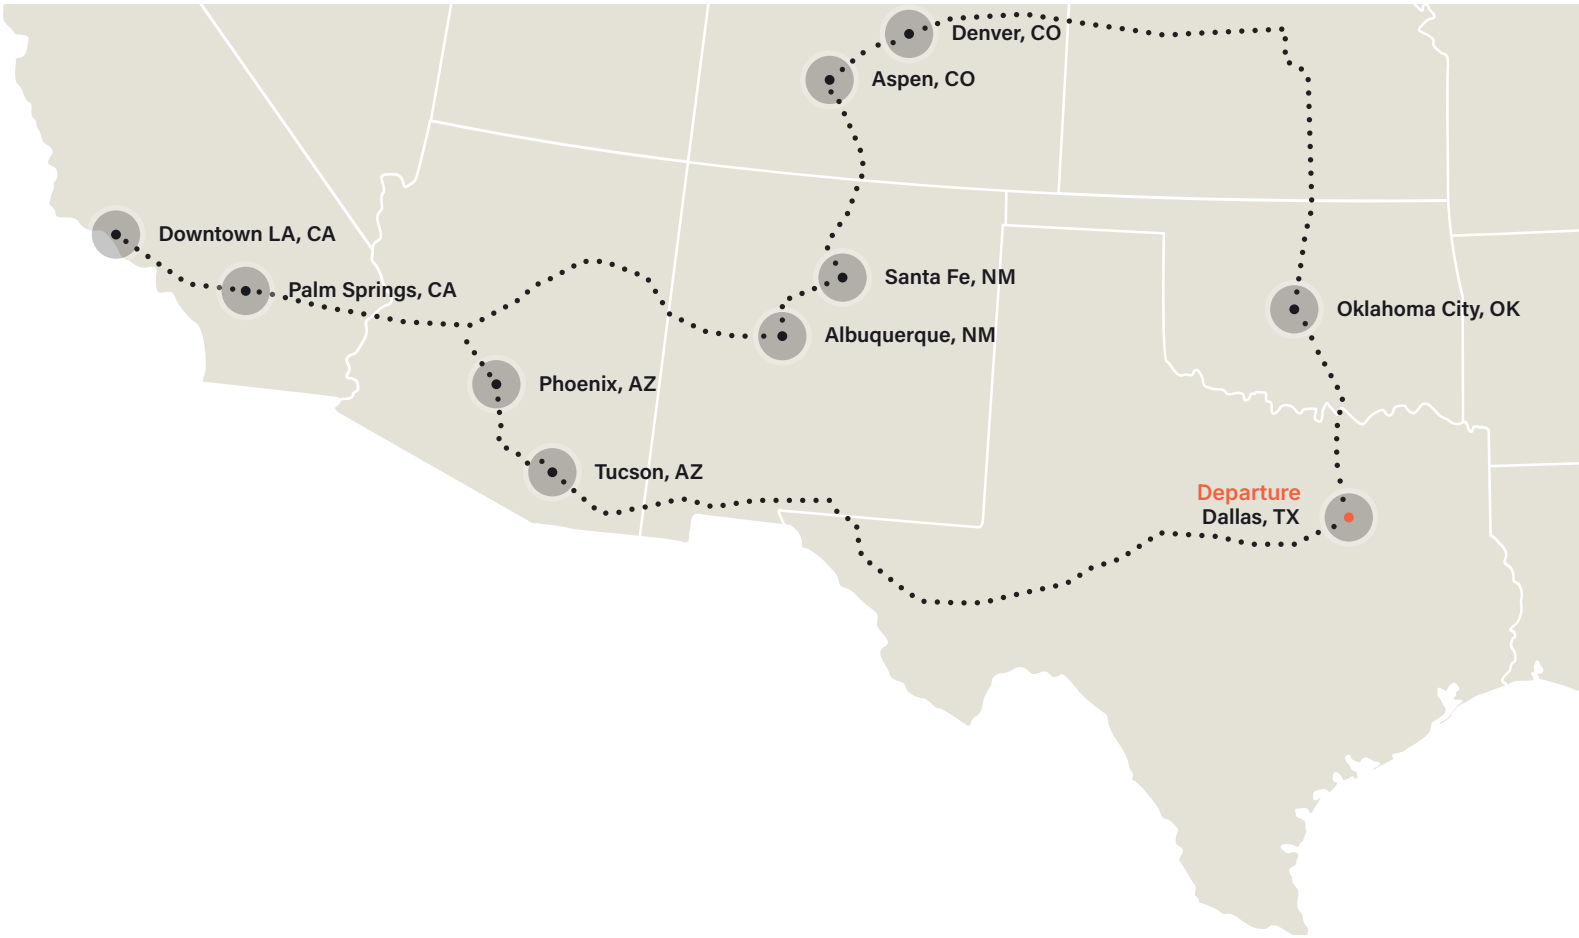 Denver, CO
Aspen, CO
Downtown LA, CA
Palm Springs, CA
Santa Fe, NM
Oklahoma City, OK
Albuquerque, NM
Phoenix, AZ
Tucson, AZ
Departure
Dallas, TX